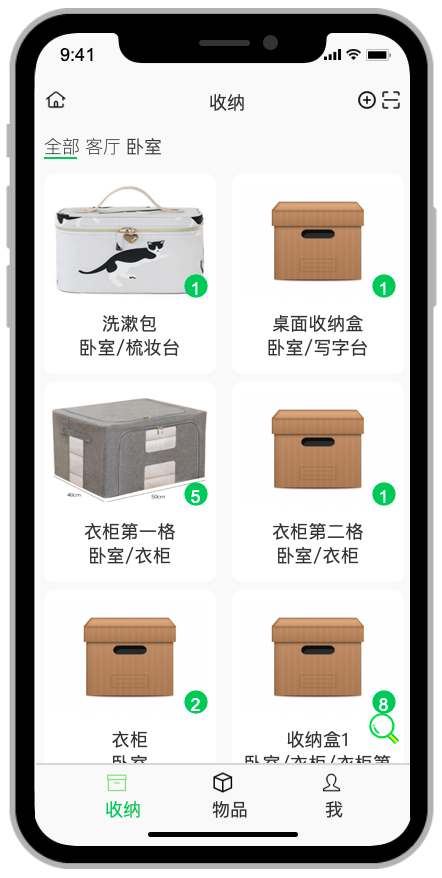 9:41
收纳
全部 客厅 卧室
1
1
洗漱包
卧室/梳妆台
桌面收纳盒
卧室/写字台
40cm
50cm
5
1
衣柜第一格
卧室/衣柜
衣柜第二格
卧室/衣柜
2
8
衣柜
卧室
收纳盒1
卧室/衣柜/衣柜第
收纳
物品
我